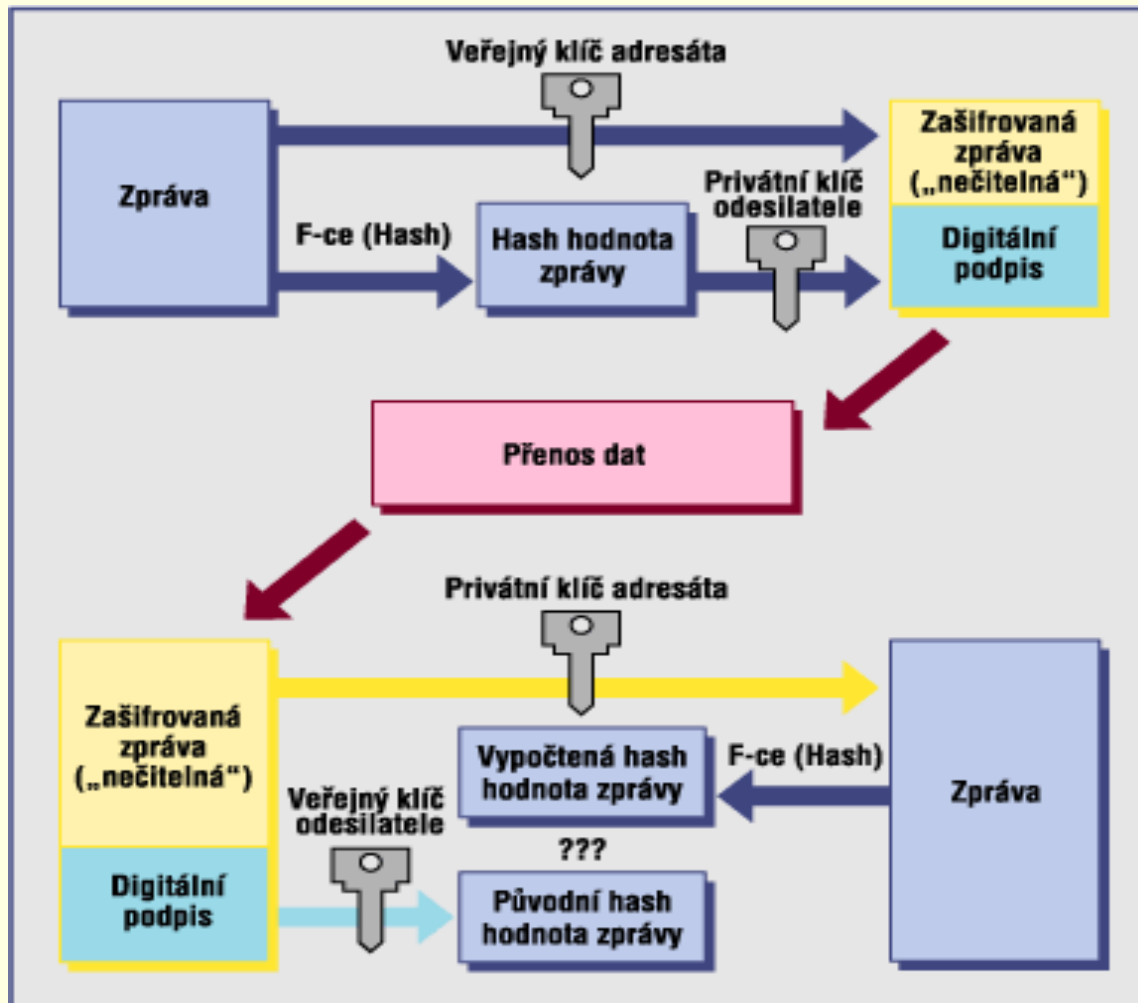 Veřejný klíč adresáta
Zpráva
Zašifrovaná
zpráva
(„nečitelná“)
Privátní klíč
odesilatele
F-ce (Hash)
Hash hodnota
zprávy
Digitální
podpis
Přenos dat
Privátní klíč adresáta
Zašifrovaná
zpráva
(„nečitelná“)
Vypočtená hash
hodnota zprávy
F-ce (Hash)
Zpráva
Veřejný klíč
odesilatele
???
Digitální
podpis
Původní hash
hodnota zprávy